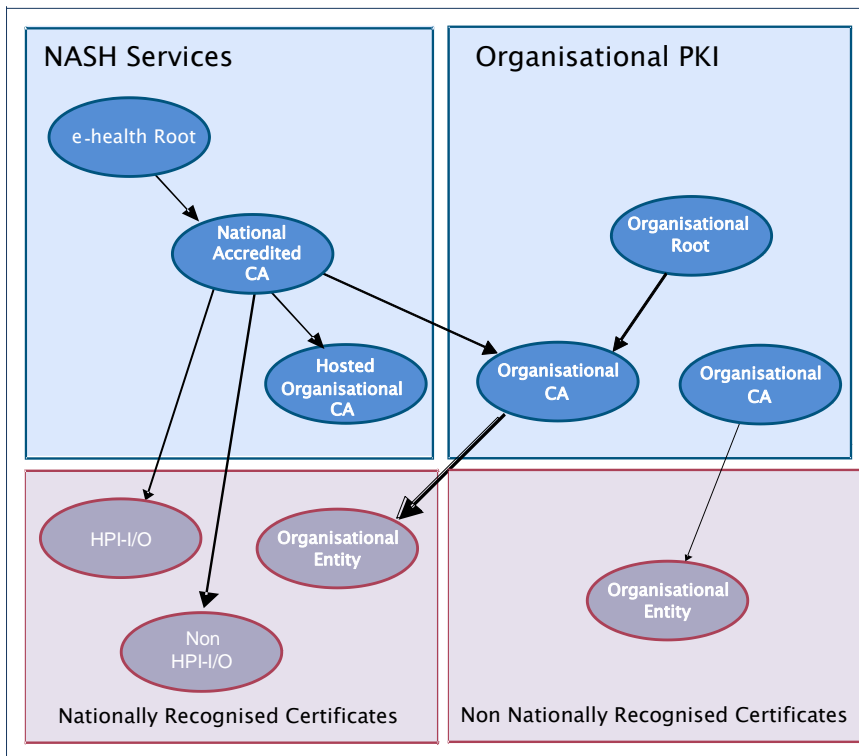 NASH Services
Organisational PKI
e-health Root
National
Accredited
CA
Organisational
Root
Hosted
Organisational
CA
Organisational
CA
Organisational
CA
HPI-I/O
Organisational
Entity
Organisational
Entity
Non
HPI-I/O
Nationally Recognised Certificates
Non Nationally Recognised Certificates